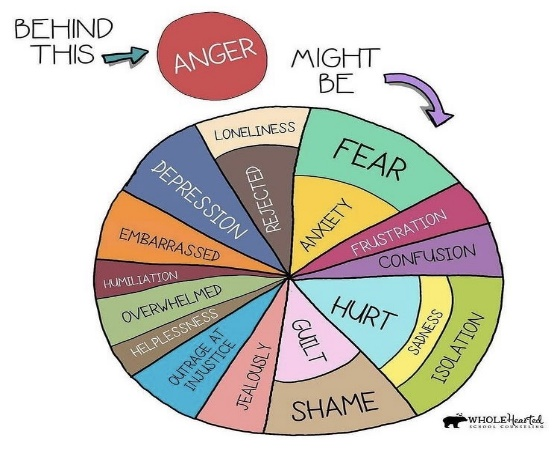 BEHIND
THIS
ANGER
MIGHT
BE
LONELINESS
REJECTED
FEAR
ANXIETY
FRUSTRATION
CONFUSION
HURT
SADNESS
ISOLATION
GUILT
SHAME
JEALOUSLY
OUTRAGE AT
INJUSTICE
HELPLESSNESS
OVERWHELMED
HUMILIATION
EMBARRASSED
DEPRESSION
WHOLEHearted
SCHOOL COUNSELING